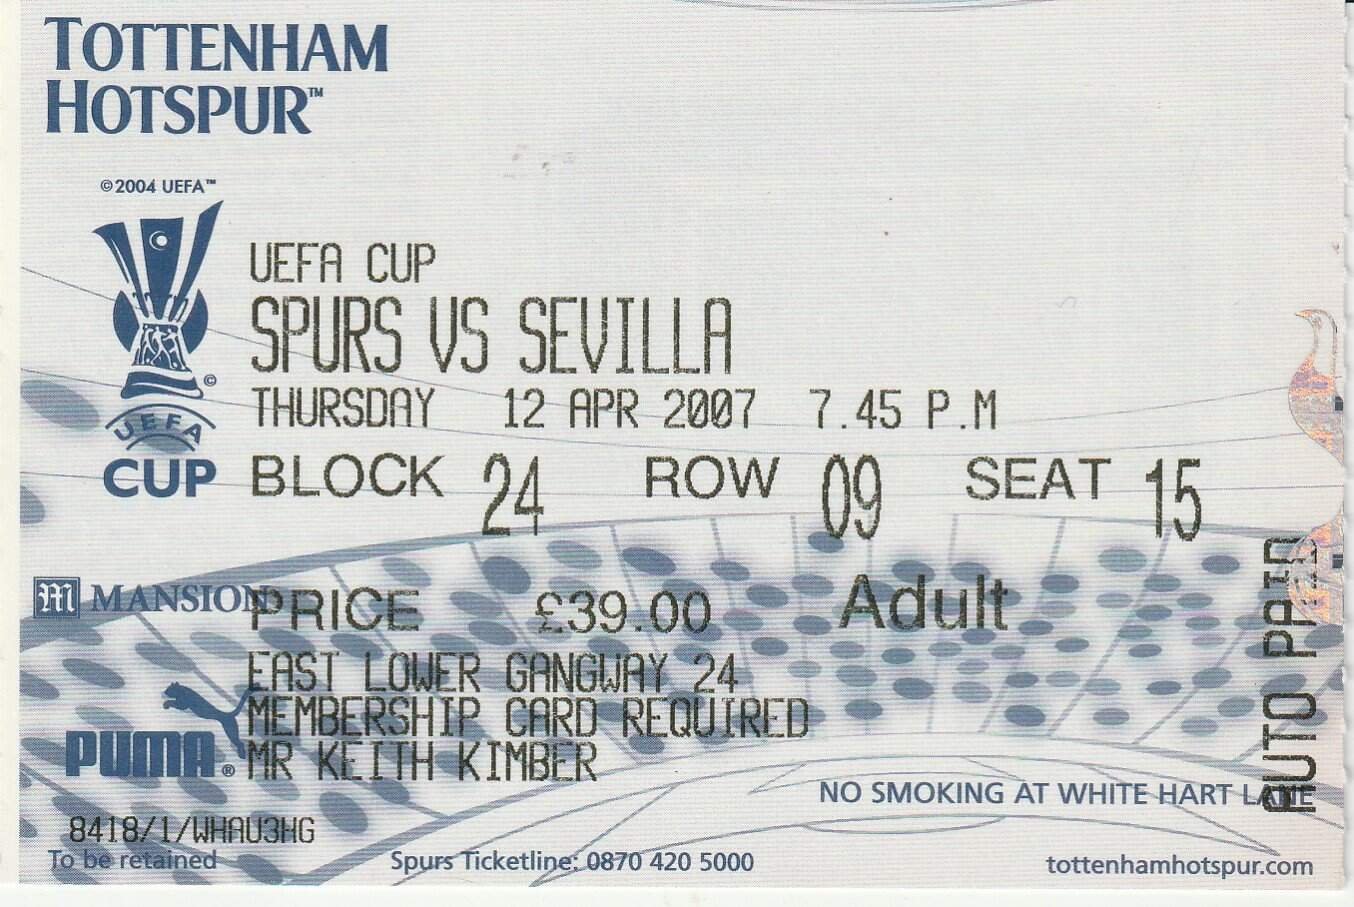 TOTTENHAM
HOTSPUR™
©2004 UEFA™
UEFA CUP
SPURS VS SEVILLA
THURSDAY 12 APR 2007 7.45 P.M
©
UEFA
CUP
BLOCK 24 ROW 09 SEAT 15
M MANSION
PRICE £39.00 Adult
EAST LOWER GANGWAY 24
MEMBERSHIP CARD REQUIRED
PUMA®
MR KEITH KIMBER
NO SMOKING AT WHITE HART LANE
AUTO PAID
8418/1/WHAU3HG
To be retained
Spurs Ticketline: 0870 420 5000
tottenhamhotspur.com